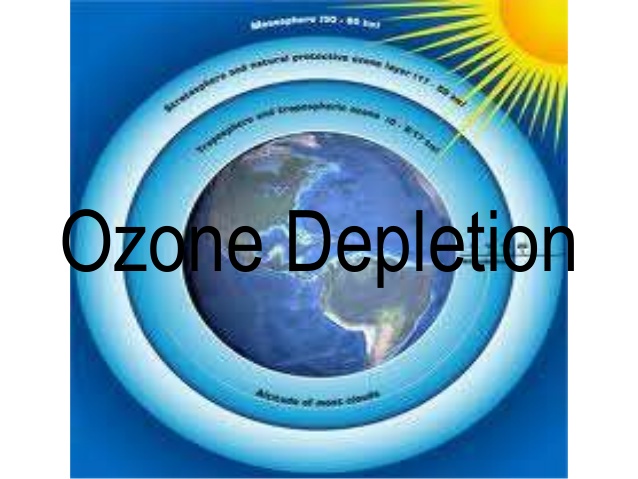 Mesosphere (50 - 80 km)
Stratosphere and natural protective ozone layer (17 - 50 km)
Troposphere and tropospheric ozone (0 - 8/17 km)
Ozone Depletion
Altitude of most clouds